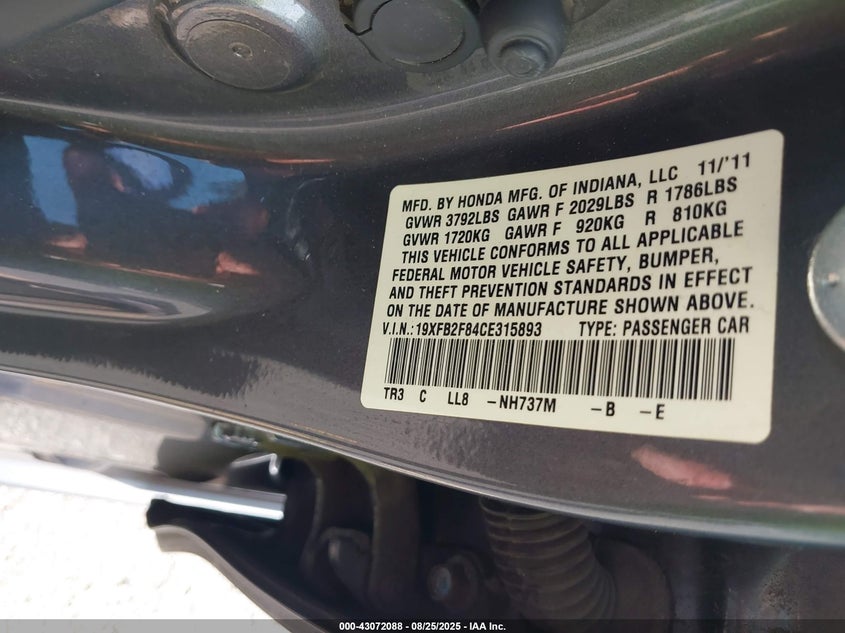 MFD. BY HONDA MFG. OF INDIANA, LLC 11/'11
GVWR 3792LBS GAWR F 2029LBS R 1786LBS
GVWR 1720KG GAWR F 920KG R 810KG
THIS VEHICLE CONFORMS TO ALL APPLICABLE
FEDERAL MOTOR VEHICLE SAFETY, BUMPER,
AND THEFT PREVENTION STANDARDS IN EFFECT
ON THE DATE OF MANUFACTURE SHOWN ABOVE.
V.I.N.: 19XFB2F84CE315893 TYPE: PASSENGER CAR
TR3 C LL8 -NH737M -B -E
000-43072088 - 08/25/2025 - IAA Inc.